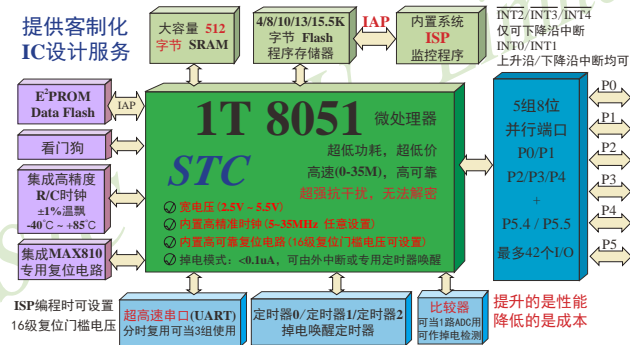 提供客制化
IC设计服务
大容量 512
字节 SRAM
4/8/10/13/15.5K
字节 Flash
程序存储器
IAP
内置系统
ISP
监控程序
INT2/INT3/INT4
仅可下降沿中断
INT0/INT1
上升沿/下降沿中断均可
E²PROM
Data Flash
IAP
看门狗
集成高精度
R/C时钟
±1%温飘
-40℃~+85℃
集成MAX810
专用复位电路
1T 8051 微处理器
超低功耗，超低价
STC
高速(0-35M)，高可靠
超强抗干扰，无法解密
宽电压(2.5V ~ 5.5V)
内置高精准时钟(5~35MHz 任意设置)
内置高可靠复位电路(16级复位门槛电压可设置)
掉电模式：<0.1uA，可由外中断或专用定时器唤醒
5组8位
并行端口
P0/P1
P2/P3/P4
+
P5.4 / P5.5
最多42个I/O
P0
P1
P2
P3
P4
P5
ISP编程时可设置
16级复位门槛电压
超高速串口(UART)
分时复用可当3组使用
定时器0/定时器1/定时器2
掉电唤醒定时器
比较器
可当1路ADC用
可作掉电检测
提升的是性能
降低的是成本